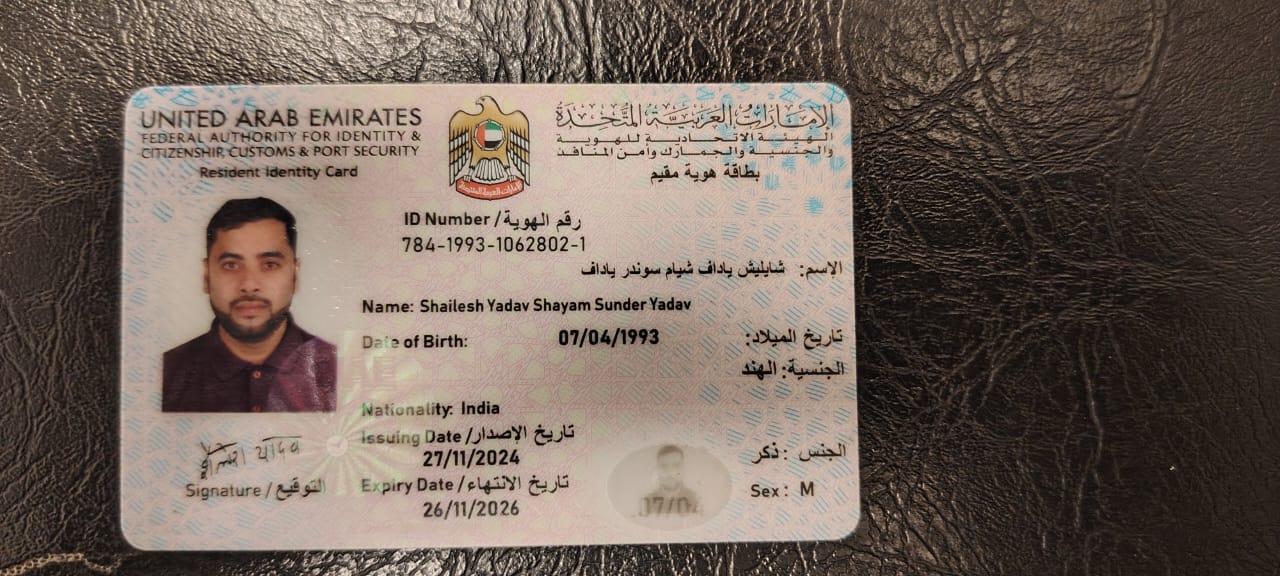 UNITED ARAB EMIRATES
FEDERAL AUTHORITY FOR IDENTITY &
CITIZENSHIP, CUSTOMS & PORT SECURITY
Resident Identity Card
الإمارات العربية المتحدة
الهيئة الاتحادية للهوية
والجنسية والجمارك وأمن المنافذ
بطاقة هوية مقيم
ID Number / رقم الهوية
784-1993-1062802-1
الاسم: شايليش ياداف شيام سوندر ياداف
Name: Shailesh Yadav Shayam Sunder Yadav
Date of Birth: 07/04/1993 تاريخ الميلاد:
الجنسية: الهند
Nationality: India
Issuing Date / تاريخ الإصدار
27/11/2024
Expiry Date / تاريخ الانتهاء
26/11/2026
الجنس : ذكر
Sex: M
07/04
यादव
Signature / التوقيع